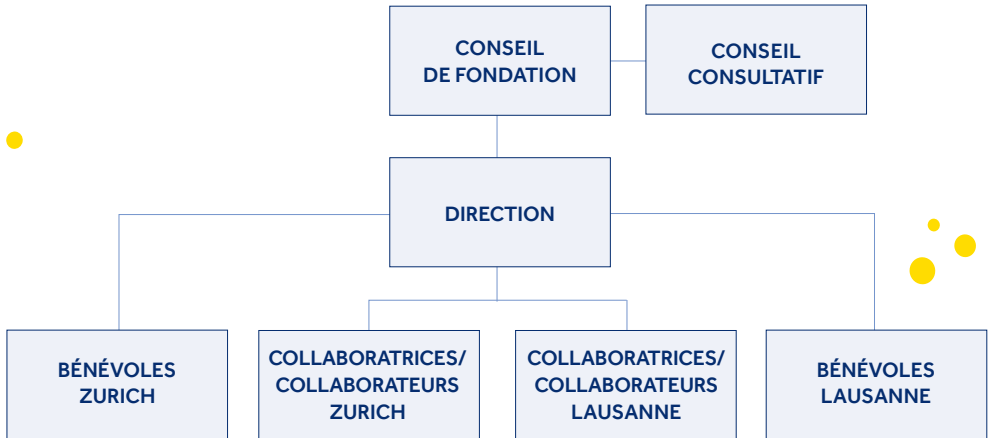 CONSEIL
DE FONDATION
CONSEIL
CONSULTATIF
DIRECTION
BÉNÉVOLES
ZURICH
COLLABORATRICES/
COLLABORATEURS
ZURICH
COLLABORATRICES/
COLLABORATEURS
LAUSANNE
BÉNÉVOLES
LAUSANNE